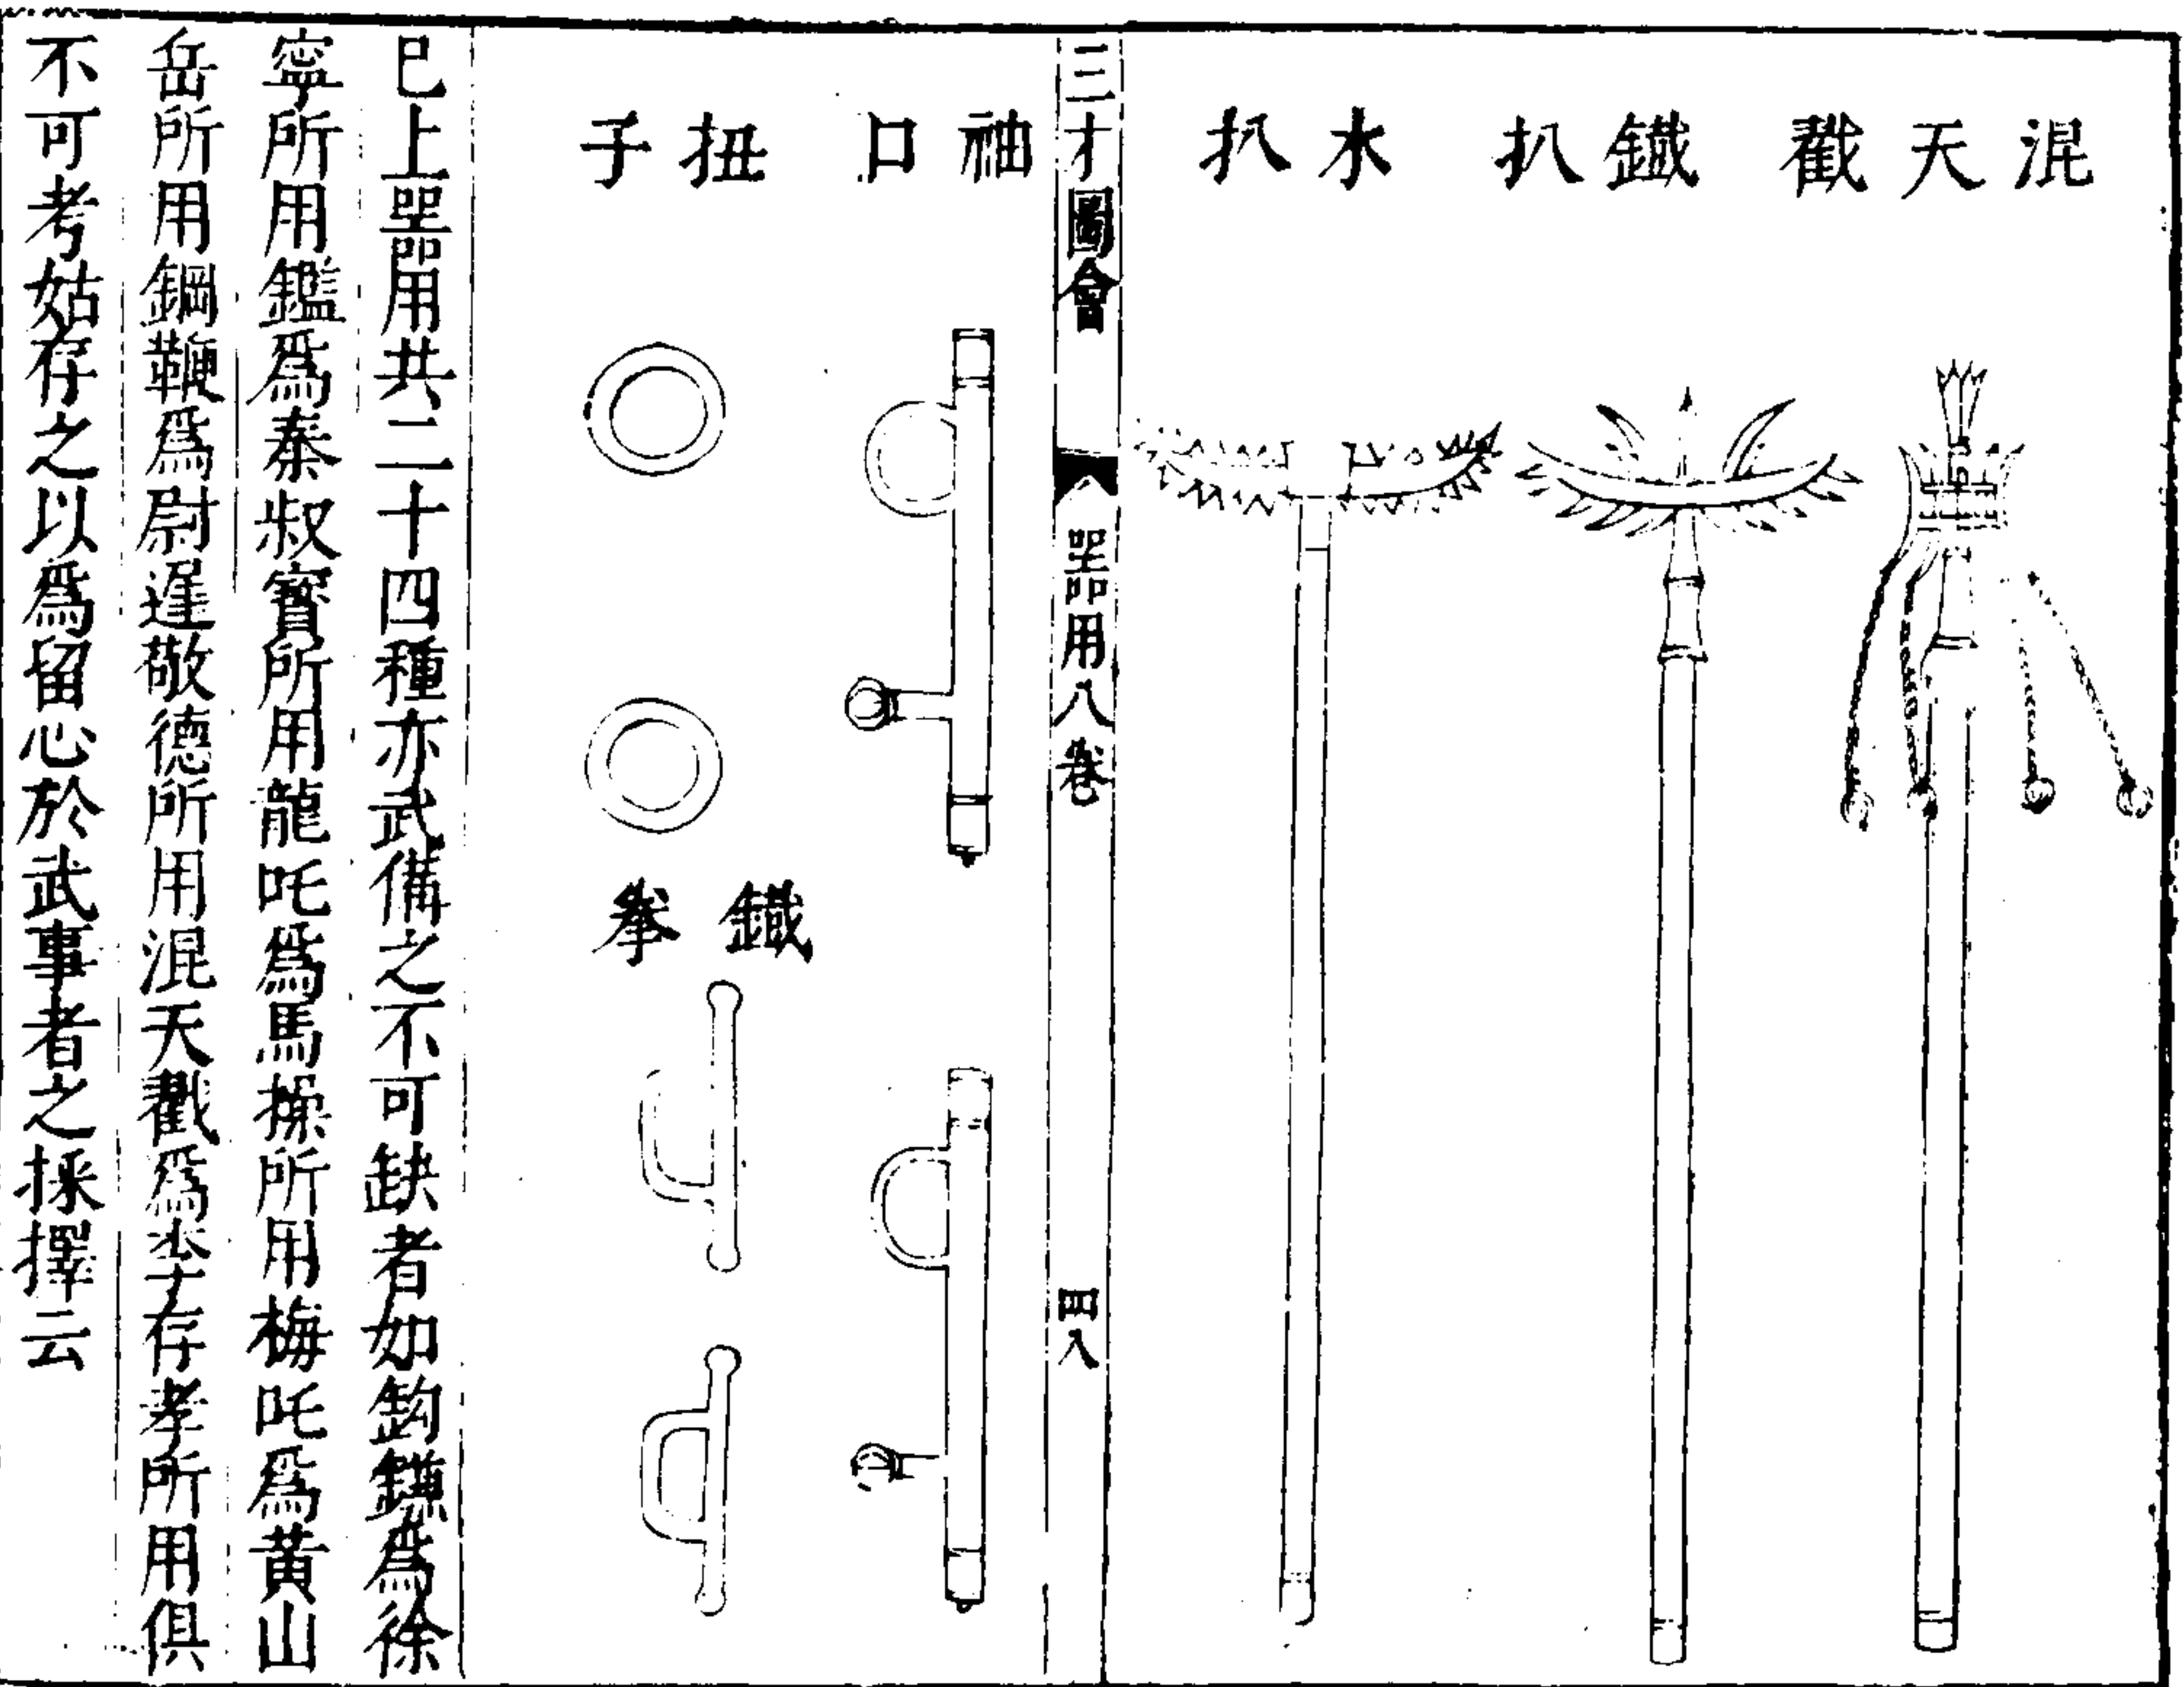 混天截
鐵扒
水扒
三才圖會
器用八卷
四八
袖口
扭子
鐵拳
已上器用共二十四種亦武備之不可缺者如鈎鐮爲徐
寧所用鑑爲秦叔寳所用龍吒爲馬操所用梅吒爲黃山
岳所用鋼鞭爲尉遲敬德所用混天截爲李存孝所用俱
不可考姑存之以爲留心於武事者之採擇云